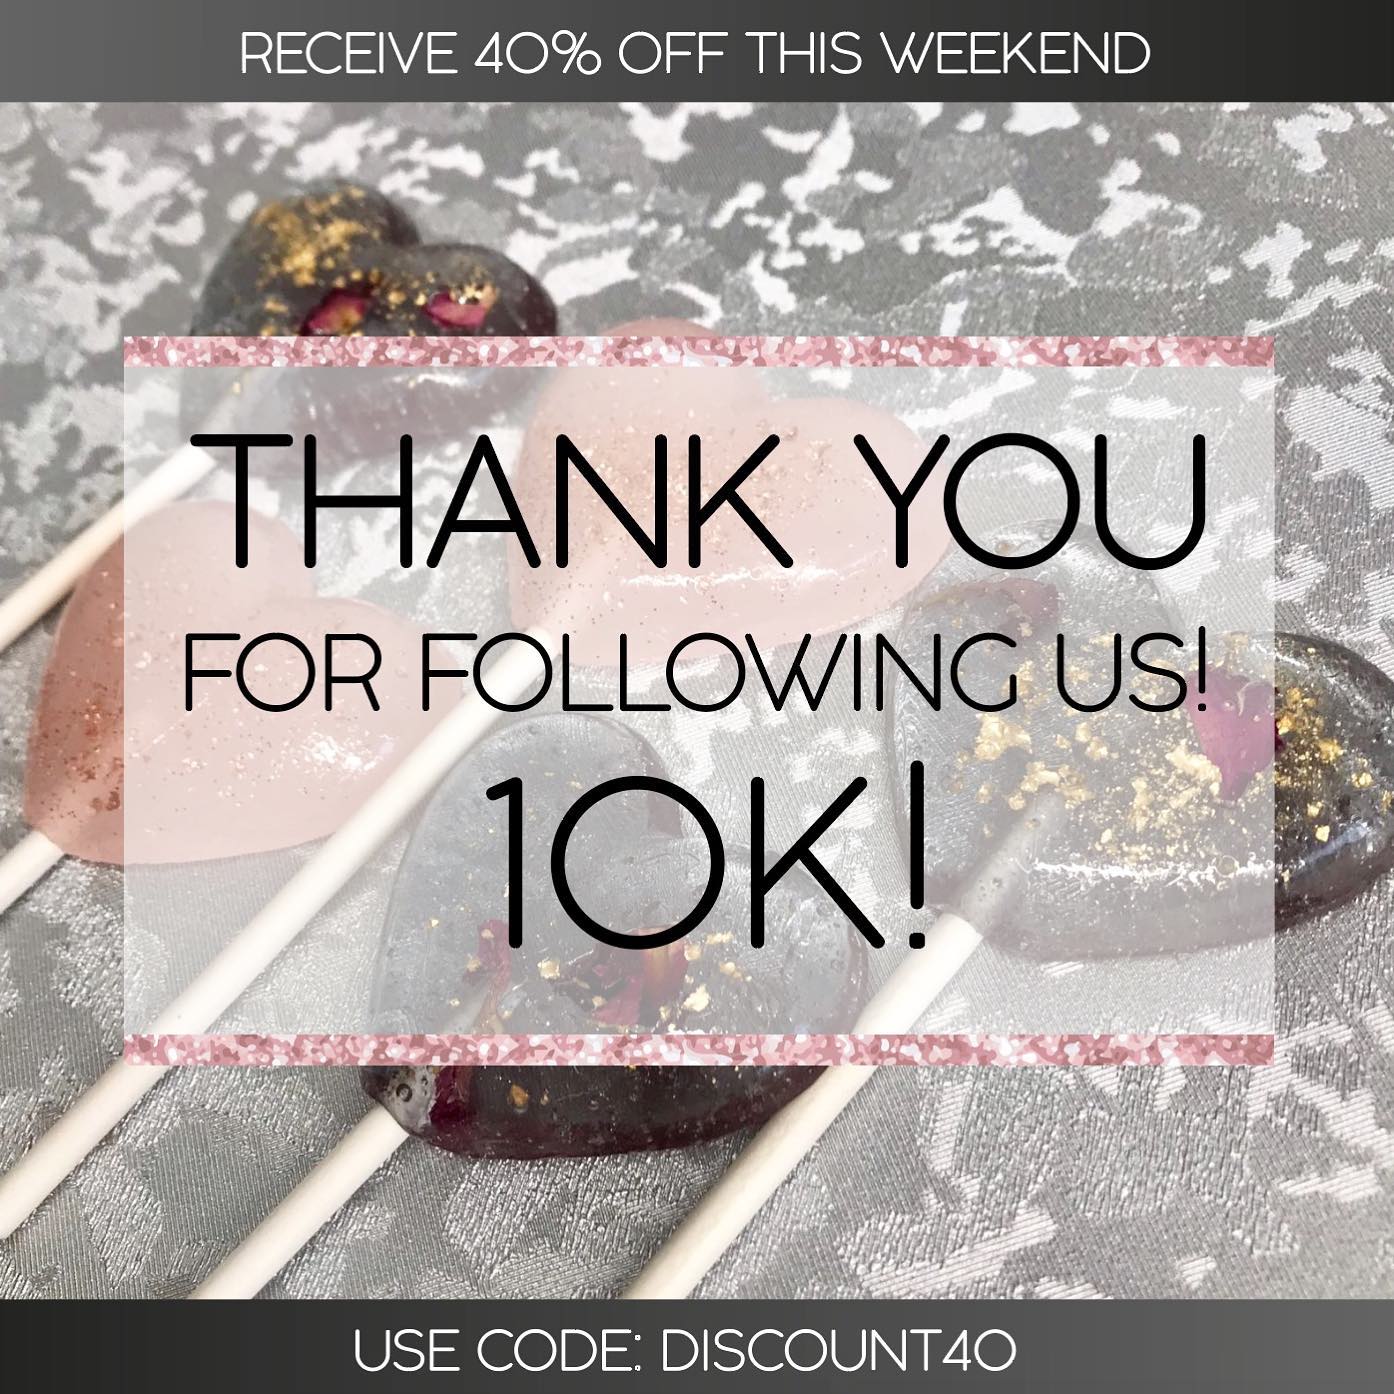 RECEIVE 40% OFF THIS WEEKEND
THANK YOU
FOR FOLLOWING US!
10K!
USE CODE: DISCOUNT40